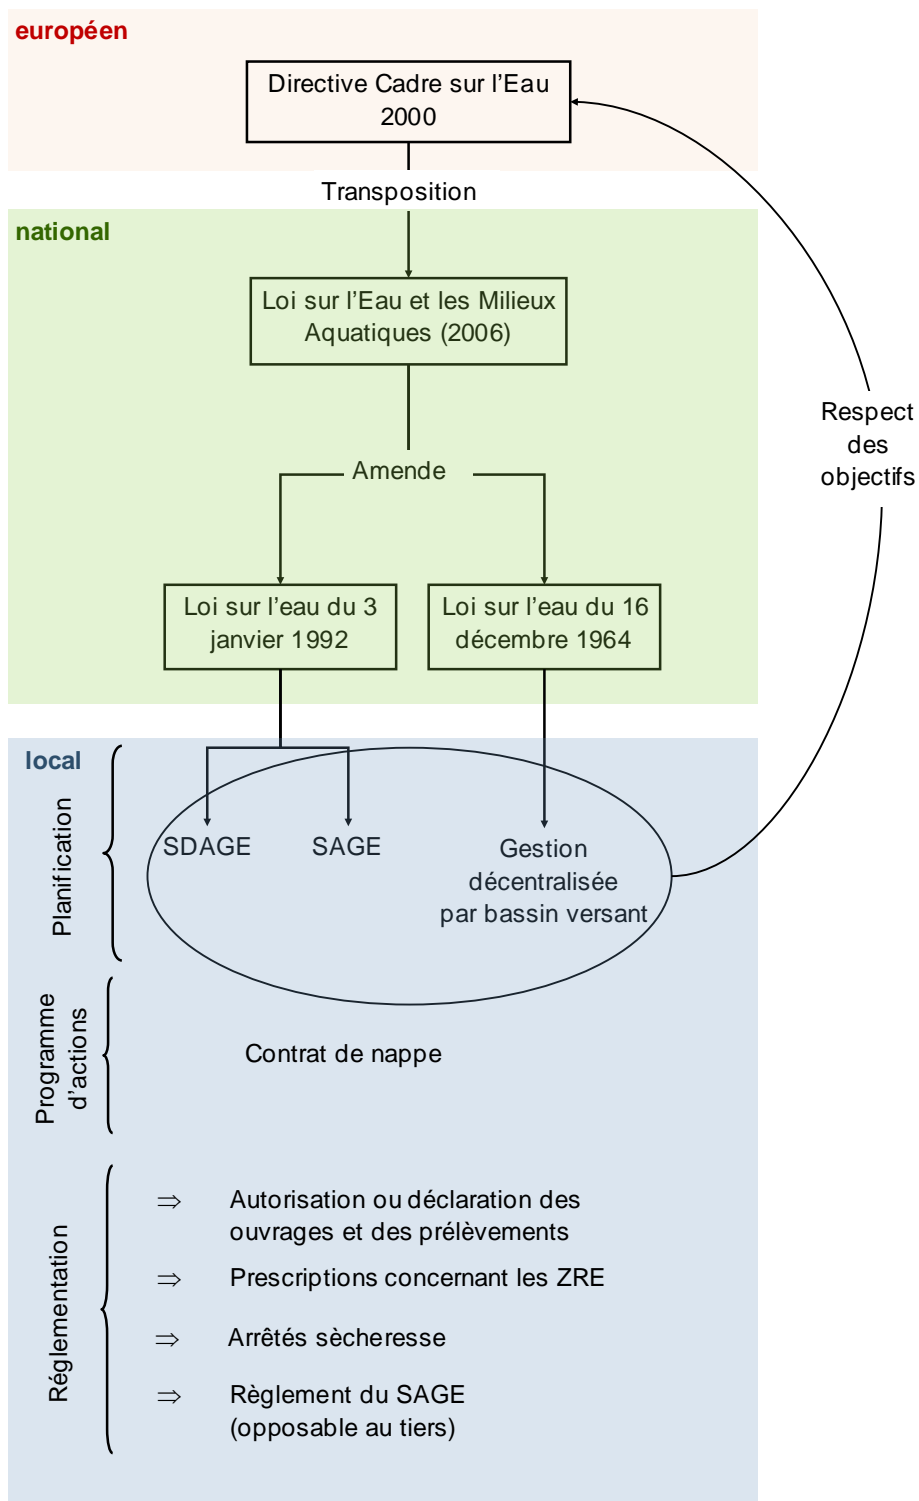 européen
Directive Cadre sur l’Eau
2000
Transposition
national
Loi sur l’Eau et les Milieux
Aquatiques (2006)
Respect
des
objectifs
Amende
Loi sur l’eau du 3
janvier 1992
Loi sur l’eau du 16
décembre 1964
local
Planification
SDAGE
SAGE
Gestion
décentralisée
par bassin versant
Programme
d’actions
Contrat de nappe
Réglementation
⇒ Autorisation ou déclaration des
ouvrages et des prélèvements
⇒ Prescriptions concernant les ZRE
⇒ Arrêtés sècheresse
⇒ Règlement du SAGE
(opposable au tiers)